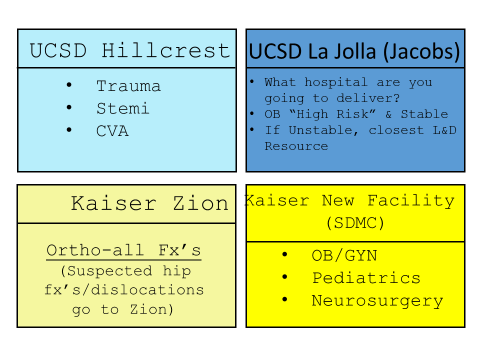 UCSD Hillcrest
• Trauma
• Stemi
• CVA
UCSD La Jolla (Jacobs)
• What hospital are you
going to deliver?
• OB “High Risk” & Stable
• If Unstable, closest L&D
Resource
Kaiser Zion
Ortho-all Fx’s
(Suspected hip
fx’s/dislocations
go to Zion)
Kaiser New Facility
(SDMC)
• OB/GYN
• Pediatrics
• Neurosurgery